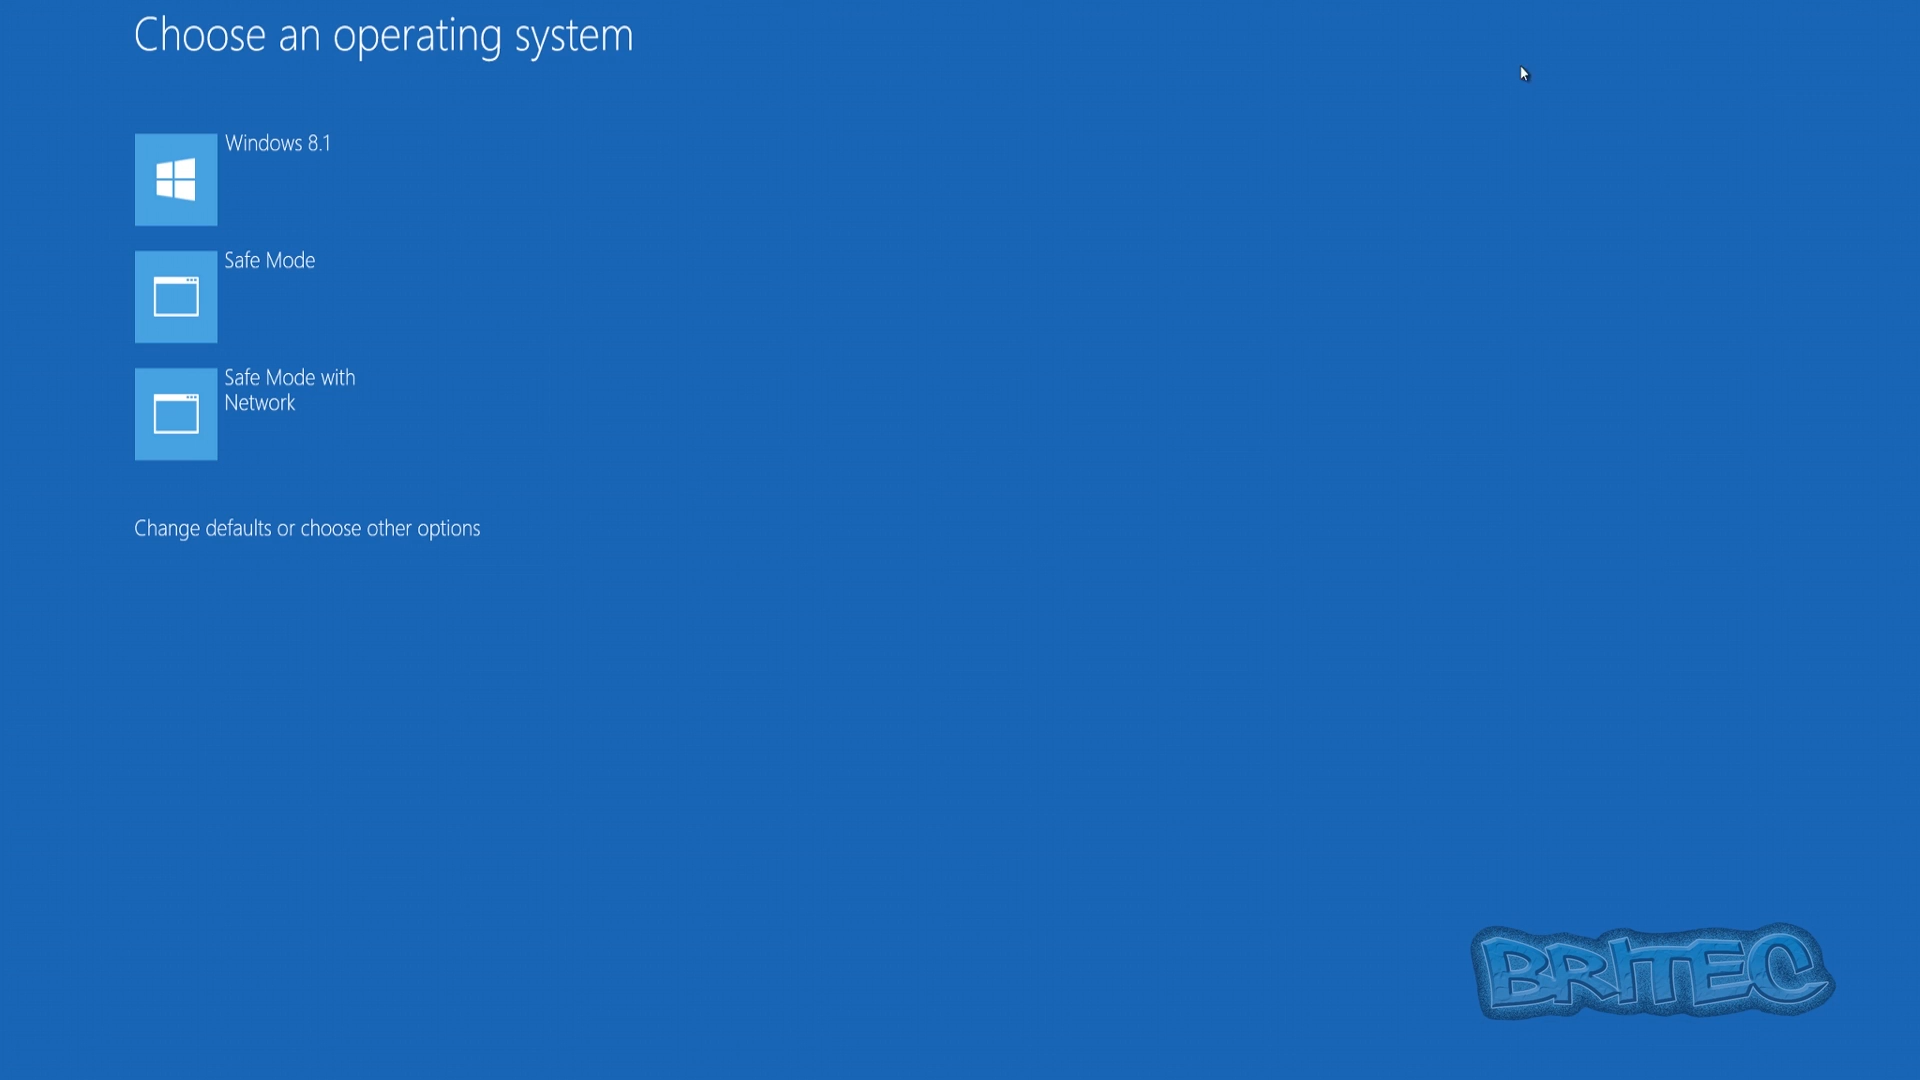 Choose an operating system
Windows 8.1
Safe Mode
Safe Mode with
Network
Change defaults or choose other options
BRITEC